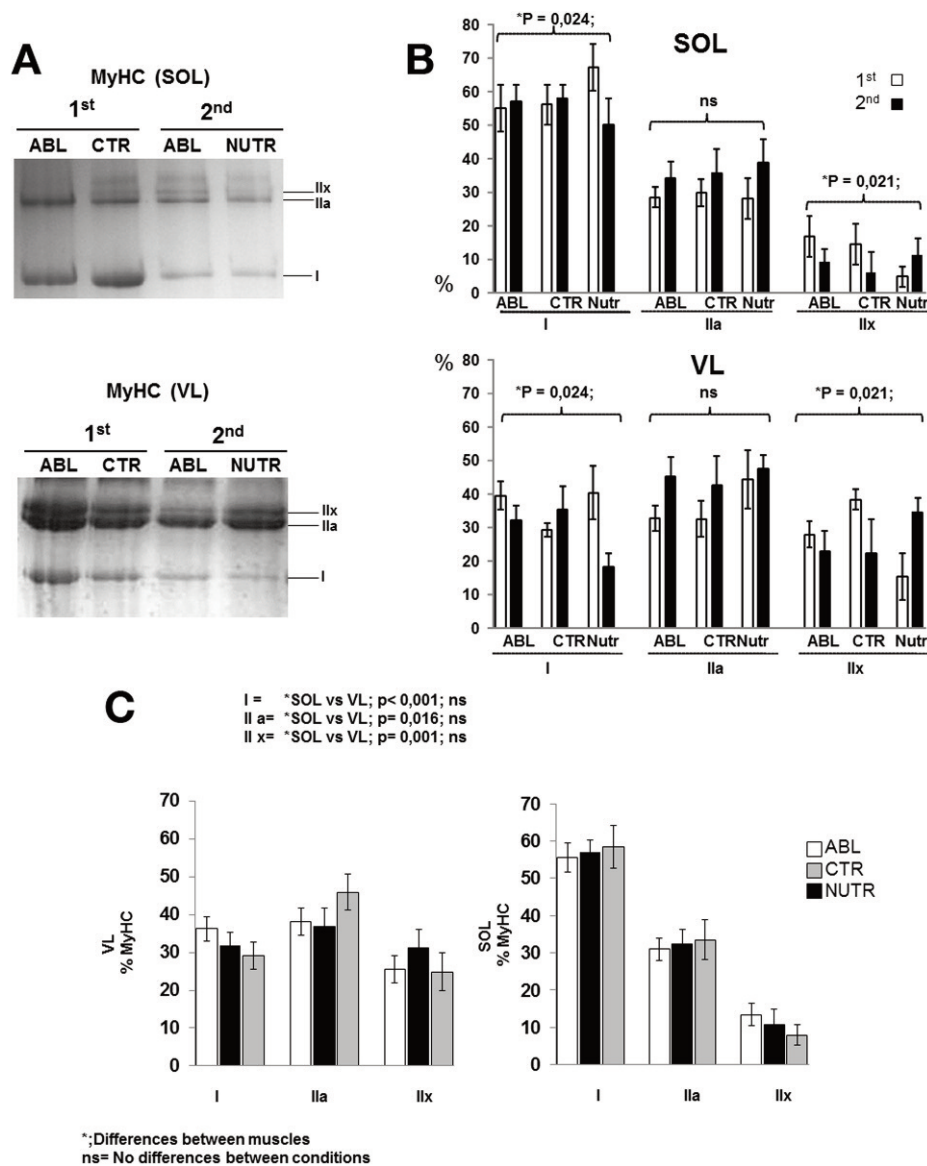 A
MyHC (SOL)
1st 2nd
ABL CTR ABL NUTR
IIx
IIa
I
MyHC (VL)
1st 2nd
ABL CTR ABL NUTR
IIx
IIa
I
B
*P = 0,024;
SOL
1st
2nd
ns
*P = 0,021;
80
70
60
50
40
30
20
10
0
%
ABL CTR Nutr ABL CTR Nutr ABL CTR Nutr
I IIa IIx
%
VL
*P = 0,024; ns *P = 0,021;
80
70
60
50
40
30
20
10
0
ABL CTR Nutr ABL CTR Nutr ABL CTR Nutr
I IIa IIx
C
I = *SOL vs VL; p< 0,001; ns
II a= *SOL vs VL; p= 0,016; ns
II x= *SOL vs VL; p= 0,001; ns
VL
% MyHC
70
60
50
40
30
20
10
0
I IIa IIx
SOL
% MyHC
70
60
50
40
30
20
10
0
I IIa IIx
ABL
CTR
NUTR
*;Differences between muscles
ns= No differences between conditions